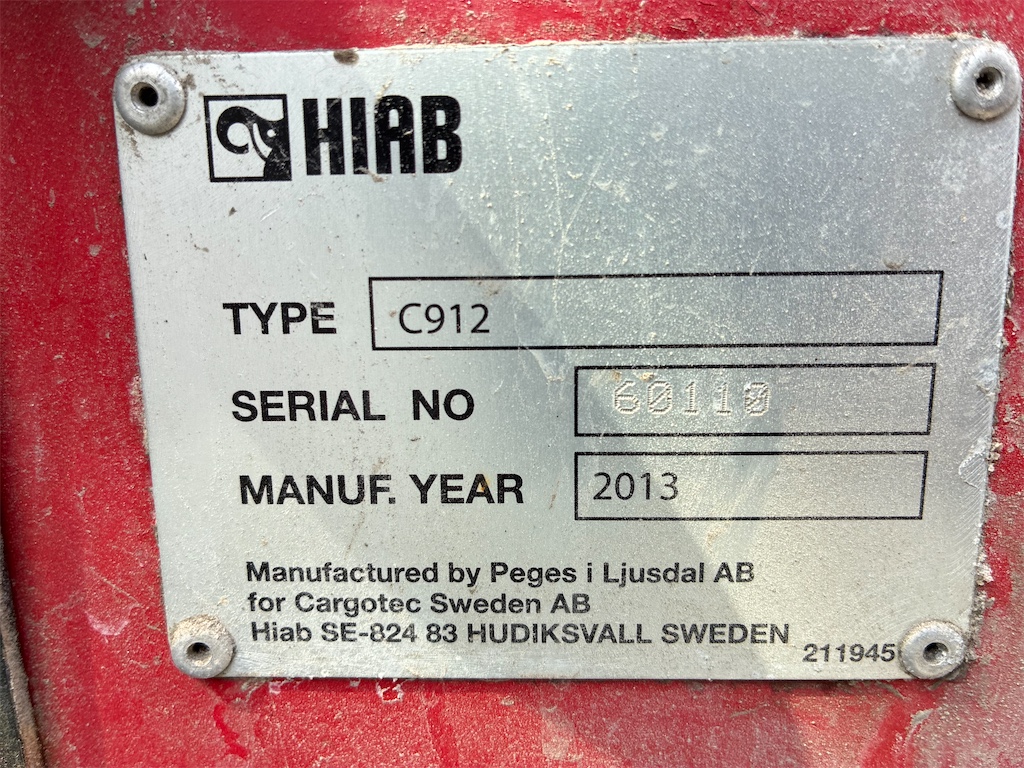 HIAB
TYPE C912
SERIAL NO 60110
MANUF. YEAR 2013
Manufactured by Peges i Ljusdal AB
for Cargotec Sweden AB
Hiab SE-824 83 HUDIKSVALL SWEDEN
211945